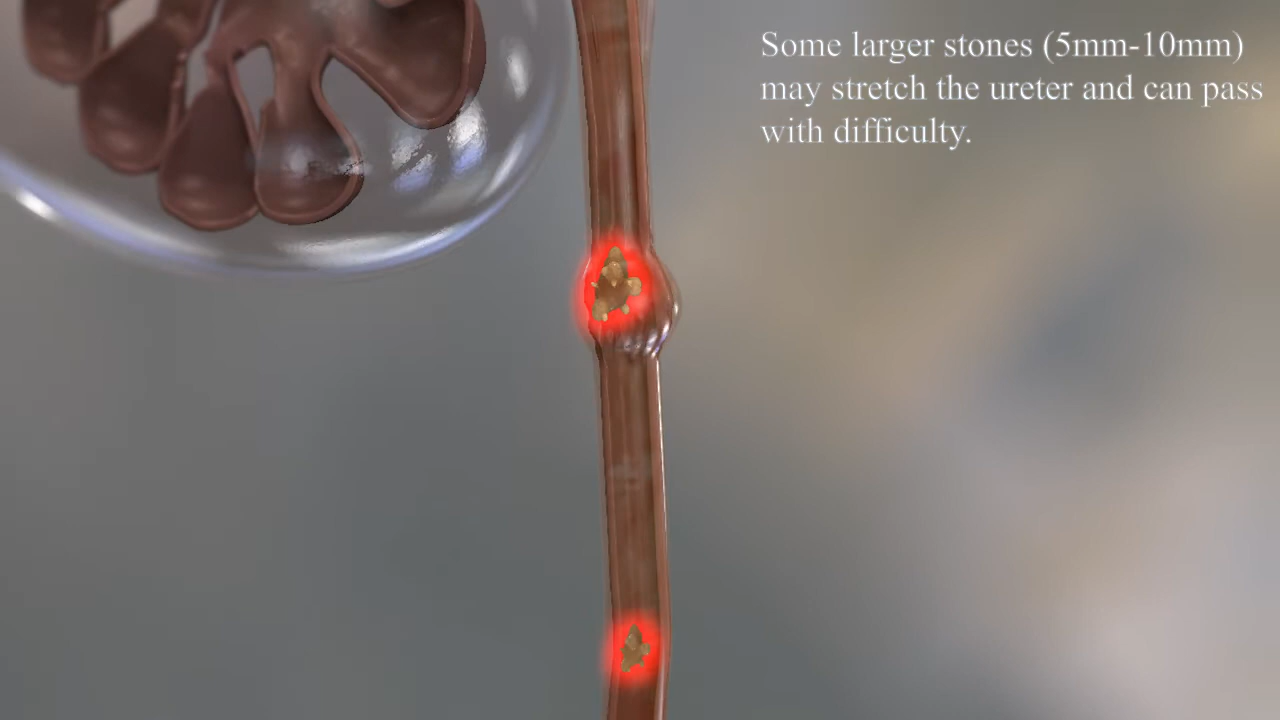 Some larger stones (5mm-10mm)
may stretch the ureter and can pass
with difficulty.